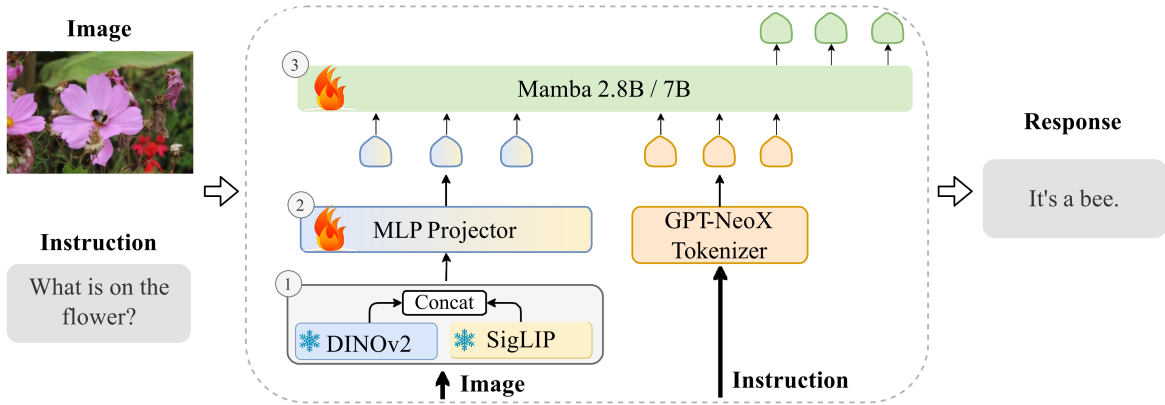 Image
Instruction
What is on the
flower?
3
Mamba 2.8B / 7B
2
MLP Projector
GPT-NeoX
Tokenizer
1
Concat
DINOv2
SigLIP
Image
Instruction
Response
It's a bee.